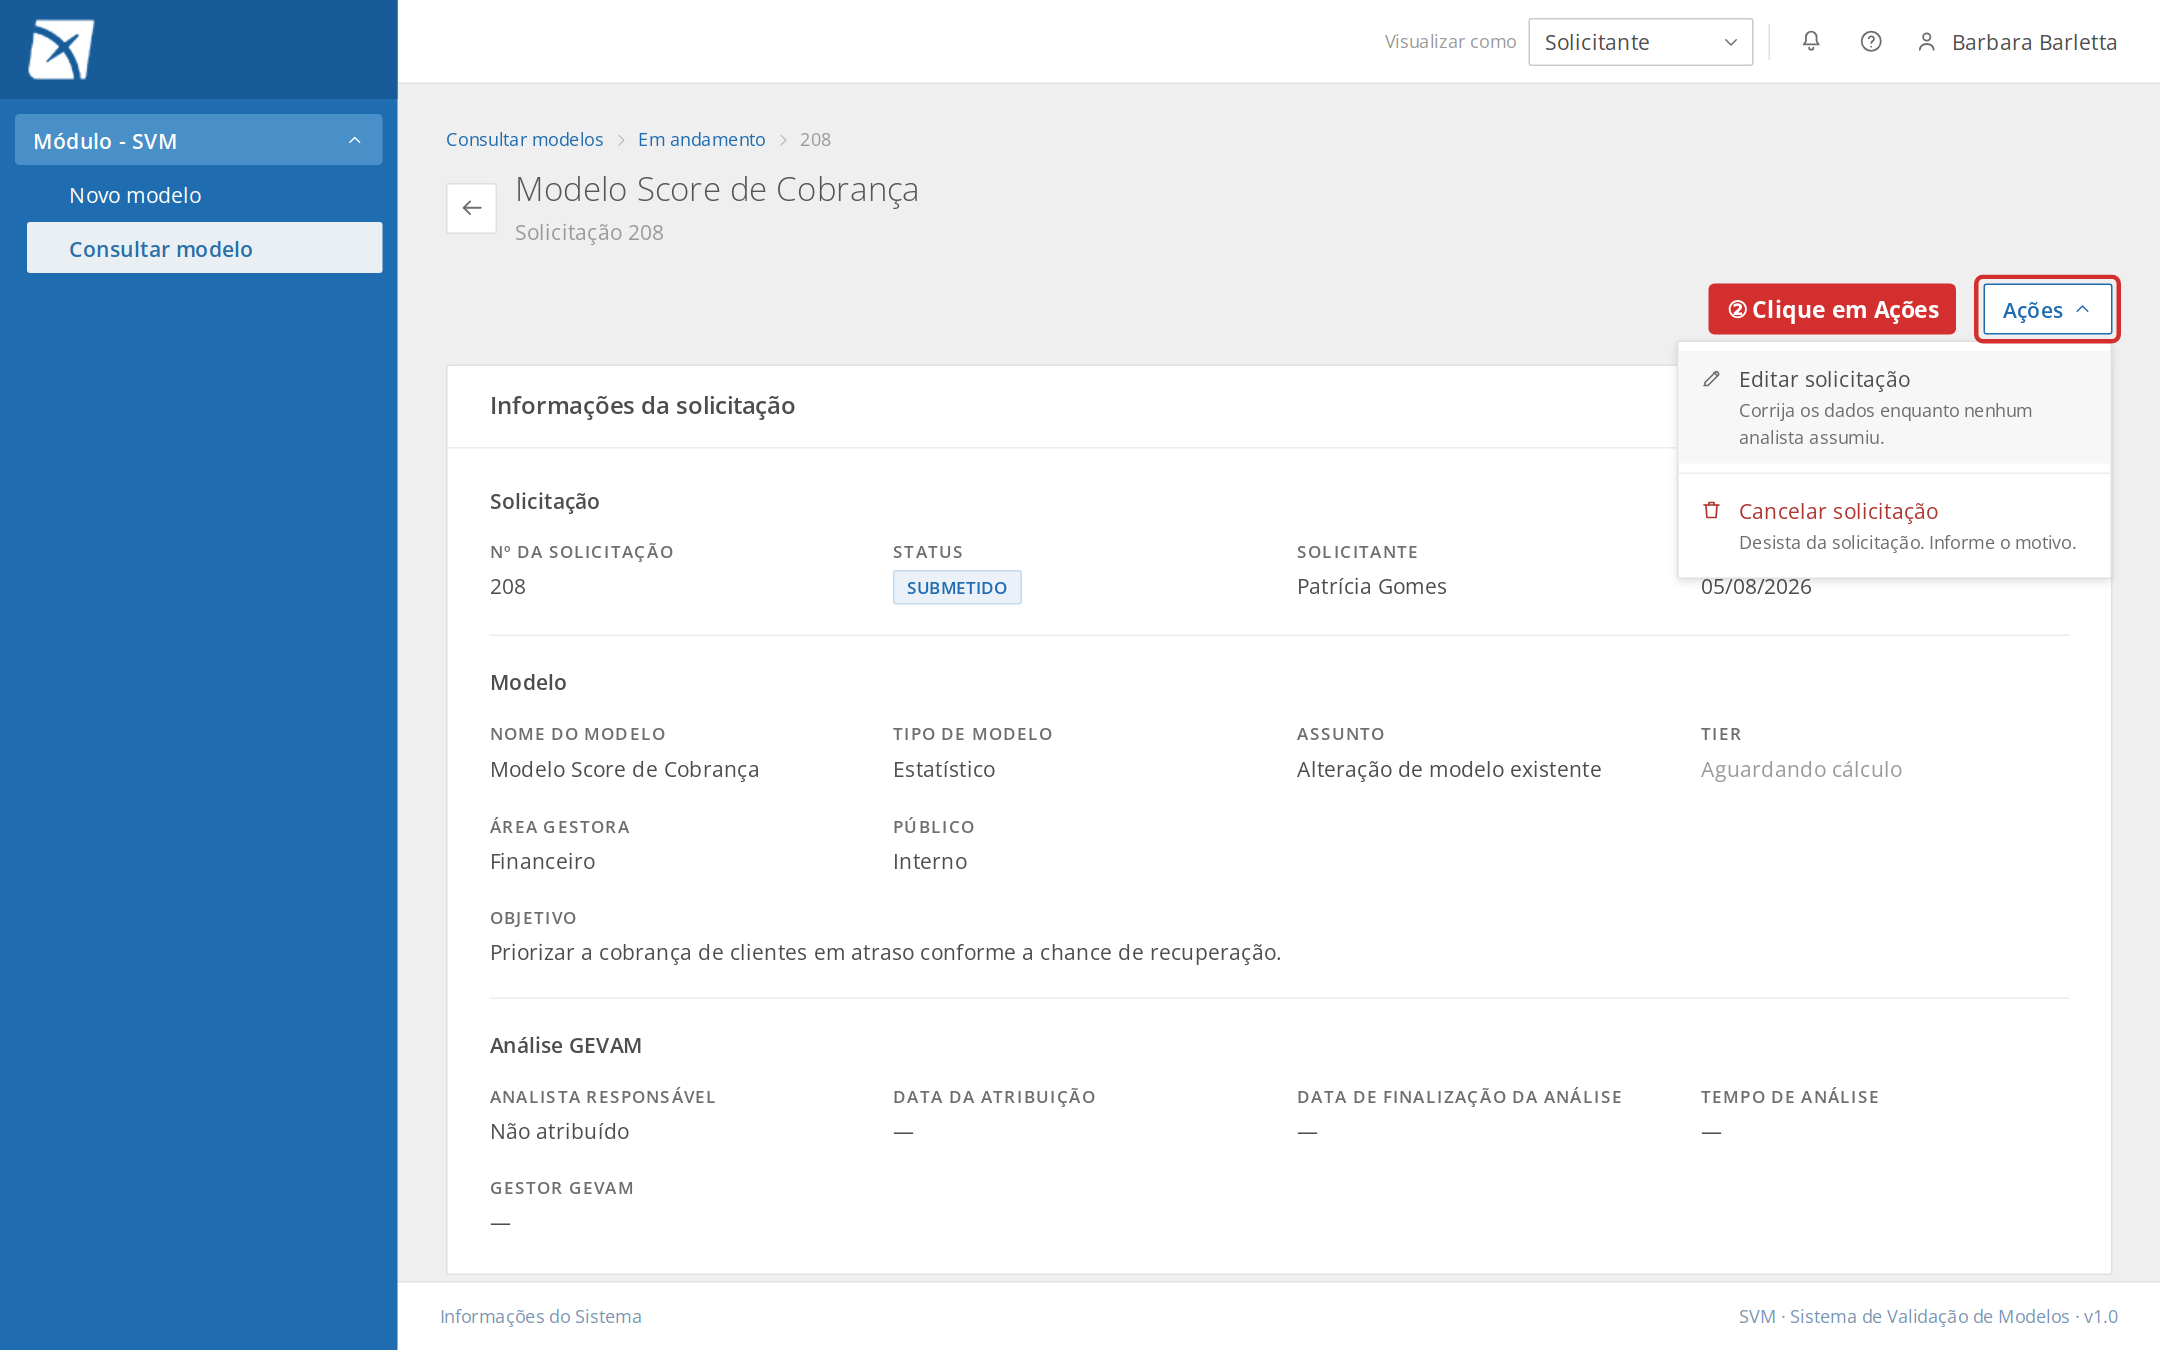 Visualizar como
Solicitante
Barbara Barletta
Módulo - SVM
Novo modelo
Consultar modelo
Consultar modelos > Em andamento > 208
Modelo Score de Cobrança
Solicitação 208
② Clique em Ações
Ações
Editar solicitação
Corrija os dados enquanto nenhum
analista assumiu.
Cancelar solicitação
Desista da solicitação. Informe o motivo.
Informações da solicitação
Solicitação
Nº DA SOLICITAÇÃO
208
STATUS
SUBMETIDO
SOLICITANTE
Patrícia Gomes
05/08/2026
Modelo
NOME DO MODELO
Modelo Score de Cobrança
TIPO DE MODELO
Estatístico
ASSUNTO
Alteração de modelo existente
TIER
Aguardando cálculo
ÁREA GESTORA
Financeiro
PÚBLICO
Interno
OBJETIVO
Priorizar a cobrança de clientes em atraso conforme a chance de recuperação.
Análise GEVAM
ANALISTA RESPONSÁVEL
Não atribuído
DATA DA ATRIBUIÇÃO
—
DATA DE FINALIZAÇÃO DA ANÁLISE
—
TEMPO DE ANÁLISE
—
GESTOR GEVAM
—
Informações do Sistema
SVM · Sistema de Validação de Modelos · v1.0